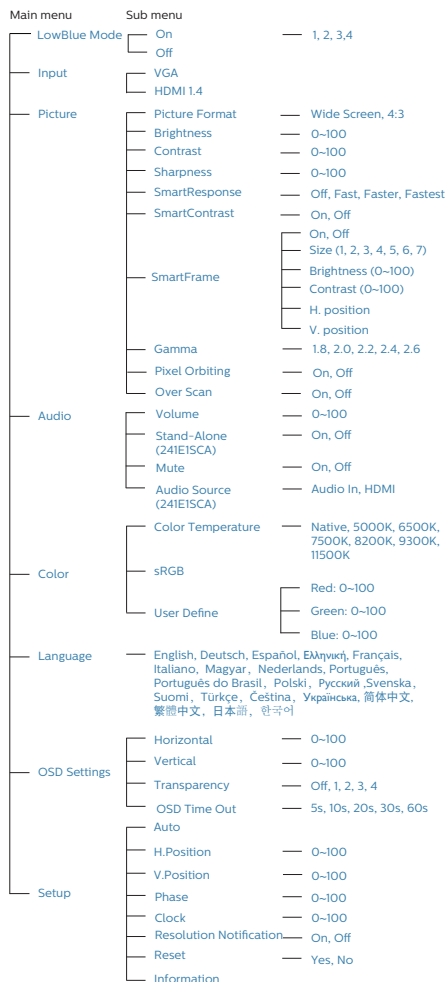 Main menu Sub menu
LowBlue Mode On 1, 2, 3,4
Off
Input VGA
HDMI 1.4
Picture Picture Format Wide Screen, 4:3
Brightness 0~100
Contrast 0~100
Sharpness 0~100
SmartResponse Off, Fast, Faster, Fastest
SmartContrast On, Off
On, Off
Size (1, 2, 3, 4, 5, 6, 7)
SmartFrame Brightness (0~100)
Contrast (0~100)
H. position
V. position
Gamma 1.8, 2.0, 2.2, 2.4, 2.6
Pixel Orbiting On, Off
Over Scan On, Off
Audio Volume 0~100
Stand-Alone On, Off
(241E1SCA)
Mute On, Off
Audio Source Audio In, HDMI
(241E1SCA)
Color Temperature Native, 5000K, 6500K,
7500K, 8200K, 9300K,
11500K
Color sRGB
Red: 0~100
User Define Green: 0~100
Blue: 0~100
Language English, Deutsch, Español, Ελληνική, Français,
Italiano, Magyar, Nederlands, Português,
Português do Brasil, Polski, Русский ,Svenska,
Suomi, Türkçe, Čeština, Українська, 简体中文,
繁體中文, 日本語, 한국어
Horizontal 0~100
Vertical 0~100
OSD Settings Transparency Off, 1, 2, 3, 4
OSD Time Out 5s, 10s, 20s, 30s, 60s
Auto
H.Position 0~100
V.Position 0~100
Setup Phase 0~100
Clock 0~100
Resolution Notification On, Off
Reset Yes, No
Information